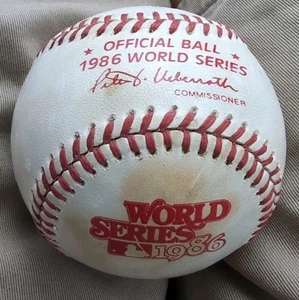 OFFICIAL BALL
1986 WORLD SERIES
Peter V. Ueberroth
COMMISSIONER
WORLD
SERIES
1986